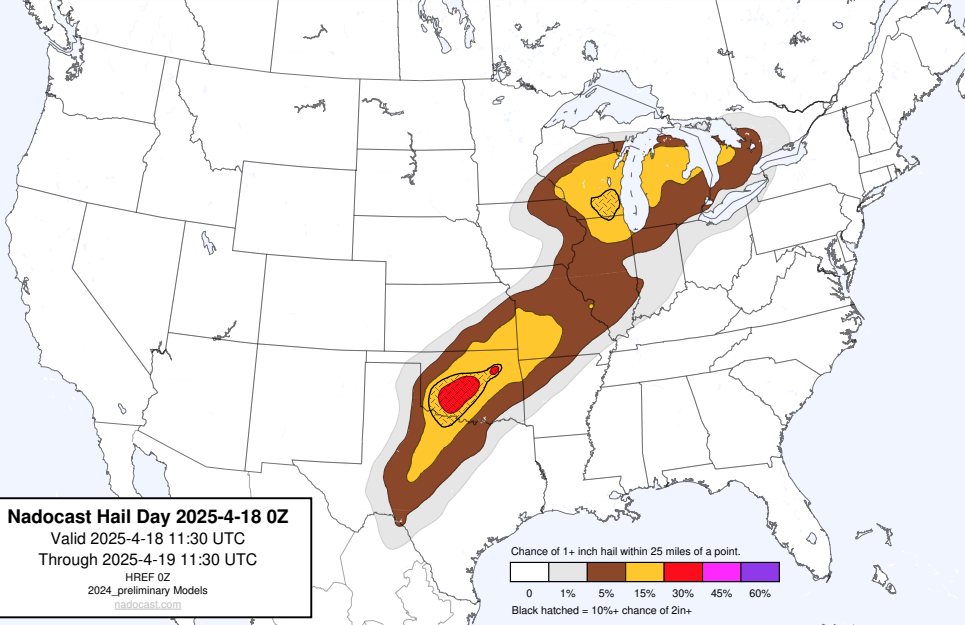 Nadocast Hail Day 2025-4-18 0Z
Valid 2025-4-18 11:30 UTC
Through 2025-4-19 11:30 UTC
HREF 0Z
2024_preliminary Models
nadocast.com
Chance of 1+ inch hail within 25 miles of a point.
0 1% 5% 15% 30% 45% 60%
Black hatched = 10%+ chance of 2in+